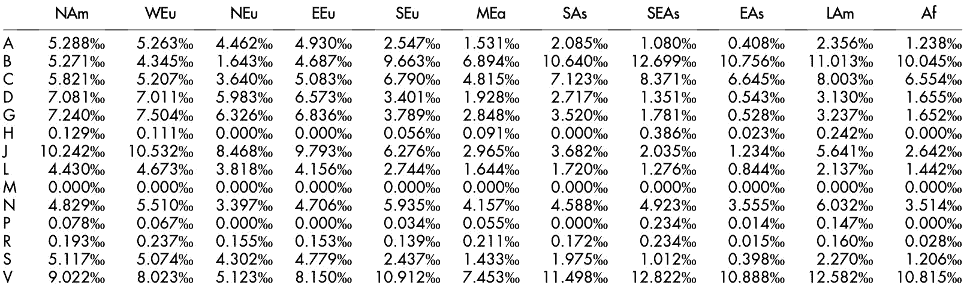 NAm WEu NEu EEu SEu MEa SAs SEAs EAs LAm Af
A 5.288‰ 5.263‰ 4.462‰ 4.930‰ 2.547‰ 1.531‰ 2.085‰ 1.080‰ 0.408‰ 2.356‰ 1.238‰
B 5.271‰ 4.345‰ 1.643‰ 4.687‰ 9.663‰ 6.894‰ 10.640‰ 12.699‰ 10.756‰ 11.013‰ 10.045‰
C 5.821‰ 5.207‰ 3.640‰ 5.083‰ 6.790‰ 4.815‰ 7.123‰ 8.371‰ 6.645‰ 8.003‰ 6.554‰
D 7.081‰ 7.011‰ 5.983‰ 6.573‰ 3.401‰ 1.928‰ 2.717‰ 1.351‰ 0.543‰ 3.130‰ 1.655‰
G 7.240‰ 7.504‰ 6.326‰ 6.836‰ 3.789‰ 2.848‰ 3.520‰ 1.781‰ 0.528‰ 3.237‰ 1.652‰
H 0.129‰ 0.111‰ 0.000‰ 0.000‰ 0.056‰ 0.091‰ 0.000‰ 0.386‰ 0.023‰ 0.242‰ 0.000‰
J 10.242‰ 10.532‰ 8.468‰ 9.793‰ 6.276‰ 2.965‰ 3.682‰ 2.035‰ 1.234‰ 5.641‰ 2.642‰
L 4.430‰ 4.673‰ 3.818‰ 4.156‰ 2.744‰ 1.644‰ 1.720‰ 1.276‰ 0.844‰ 2.137‰ 1.442‰
M 0.000‰ 0.000‰ 0.000‰ 0.000‰ 0.000‰ 0.000‰ 0.000‰ 0.000‰ 0.000‰ 0.000‰ 0.000‰
N 4.829‰ 5.510‰ 3.397‰ 4.706‰ 5.935‰ 4.157‰ 4.588‰ 4.923‰ 3.555‰ 6.032‰ 3.514‰
P 0.078‰ 0.067‰ 0.000‰ 0.000‰ 0.034‰ 0.055‰ 0.000‰ 0.234‰ 0.014‰ 0.147‰ 0.000‰
R 0.193‰ 0.237‰ 0.155‰ 0.153‰ 0.139‰ 0.211‰ 0.172‰ 0.234‰ 0.015‰ 0.160‰ 0.028‰
S 5.117‰ 5.074‰ 4.302‰ 4.779‰ 2.437‰ 1.433‰ 1.975‰ 1.012‰ 0.398‰ 2.270‰ 1.206‰
V 9.022‰ 8.023‰ 5.123‰ 8.150‰ 10.912‰ 7.453‰ 11.498‰ 12.822‰ 10.888‰ 12.582‰ 10.815‰